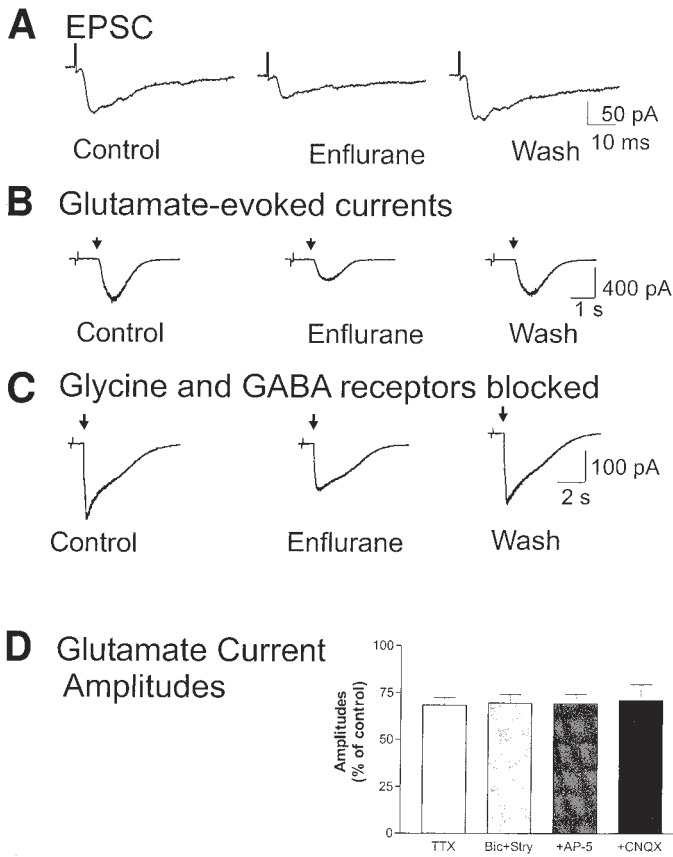 A EPSC
50 pA
Control Enflurane Wash 10 ms
B Glutamate-evoked currents
400 pA
1 s
Control Enflurane Wash
C Glycine and GABA receptors blocked
100 pA
2 s
Control Enflurane Wash
D Glutamate Current
Amplitudes
Amplitudes
(% of control)
100
75
50
25
0
TTX Bic+Stry +AP-5 +CNQX